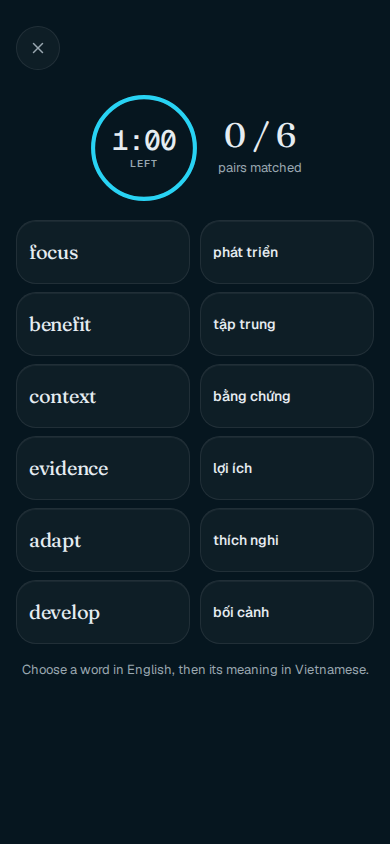 1:00
LEFT
0/6
pairs matched
focus
phát triển
benefit
tập trung
context
bằng chứng
evidence
lợi ích
adapt
thích nghi
develop
bối cảnh
Choose a word in English, then its meaning in Vietnamese.